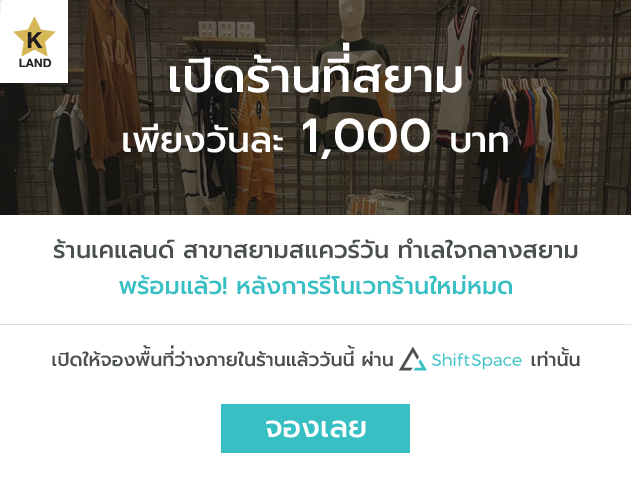 K
LAND
เปิดร้านที่สยาม
เพียงวันละ 1,000 บาท
ร้านเคแลนด์ สาขาสยามสแควร์วัน ทำเลใจกลางสยาม
พร้อมแล้ว! หลังการรีโนเวทร้านใหม่หมด
เปิดให้จองพื้นที่ว่างภายในร้านแล้ววันนี้ ผ่าน ShiftSpace เท่านั้น
จองเลย